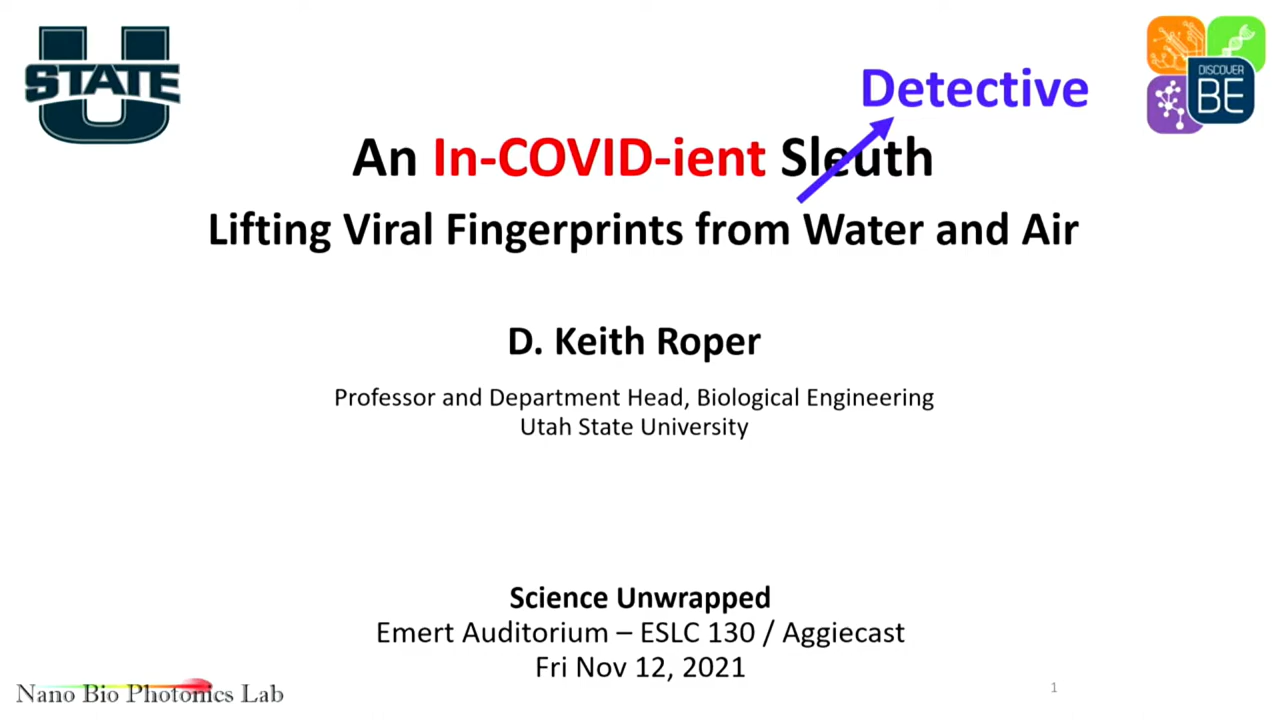 STATE
DISCOVER
BE
Detective
An In-COVID-ient Sleuth
Lifting Viral Fingerprints from Water and Air
D. Keith Roper
Professor and Department Head, Biological Engineering
Utah State University
Science Unwrapped
Emert Auditorium – ESLC 130 / Aggiecast
Fri Nov 12, 2021
Nano Bio Photonics Lab
1